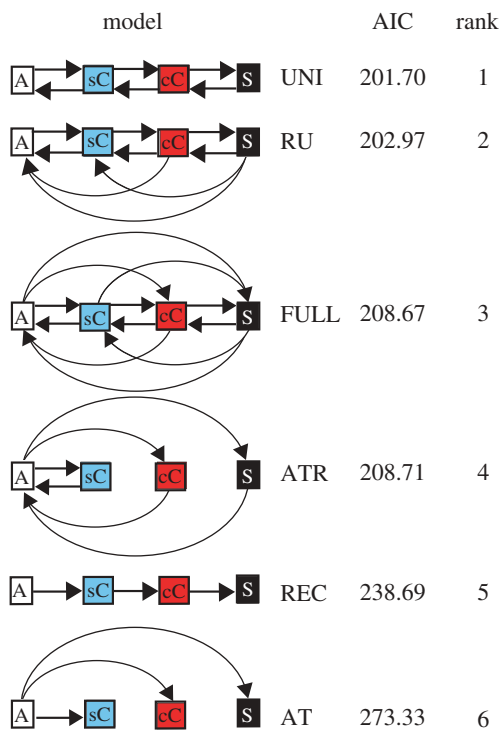 model AIC rank
A sC cC S UNI 201.70 1
A sC cC S RU 202.97 2
A sC cC S FULL 208.67 3
A sC cC S ATR 208.71 4
A sC cC S REC 238.69 5
A sC cC S AT 273.33 6